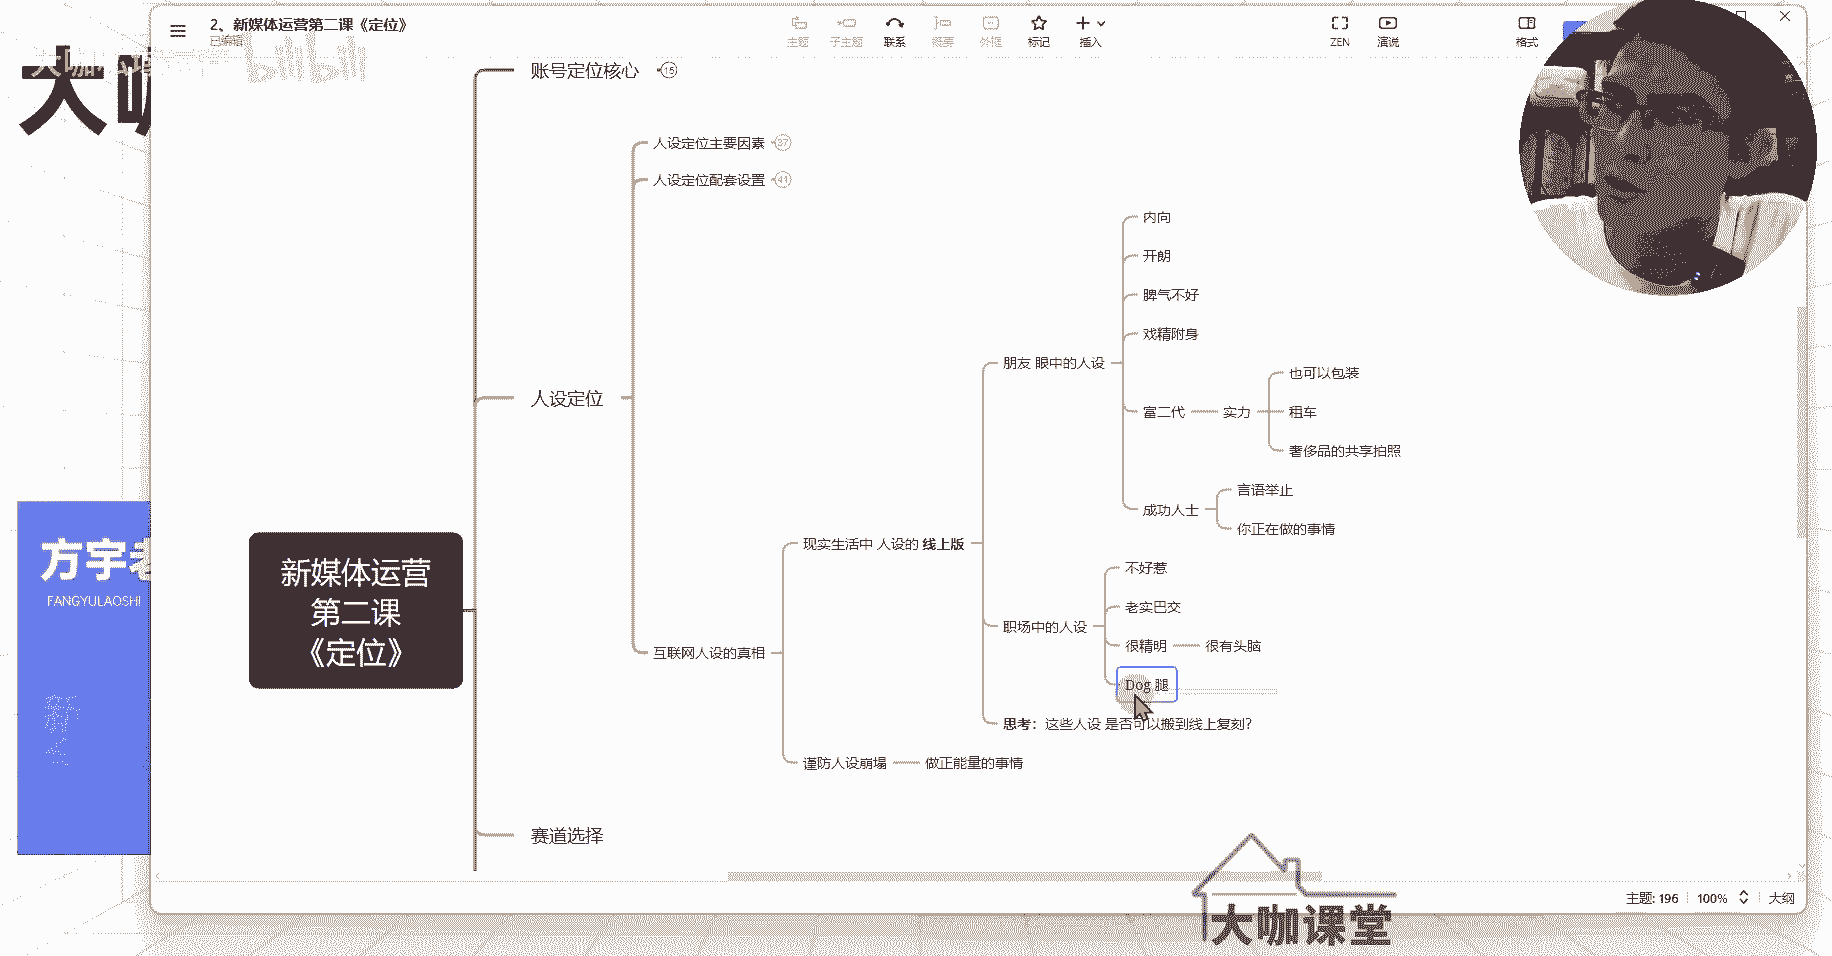 2、新媒体运营第二课《定位》
已编辑
主题
子主题
联系
概要
外框
标记
插入
ZEN
演说
格式
大咖
bilibili
账号定位核心
15
人设定位主要因素
37
人设定位配套设置
41
内向
开朗
脾气不好
戏精附身
朋友 眼中的人设
也可以包装
富二代
实力
租车
人设定位
奢侈品的共享拍照
言语举止
成功人士
你正在做的事情
现实生活中 人设的 线上版
不好惹
新媒体运营
第二课
《定位》
老实巴交
职场中的人设
很精明
很有头脑
互联网人设的真相
Dog 腿
思考：这些人设 是否可以搬到线上复刻？
谨防人设崩塌
做正能量的事情
赛道选择
方宇老
FANGYULAOSHI
主题: 196
100%
大纲
大咖课堂